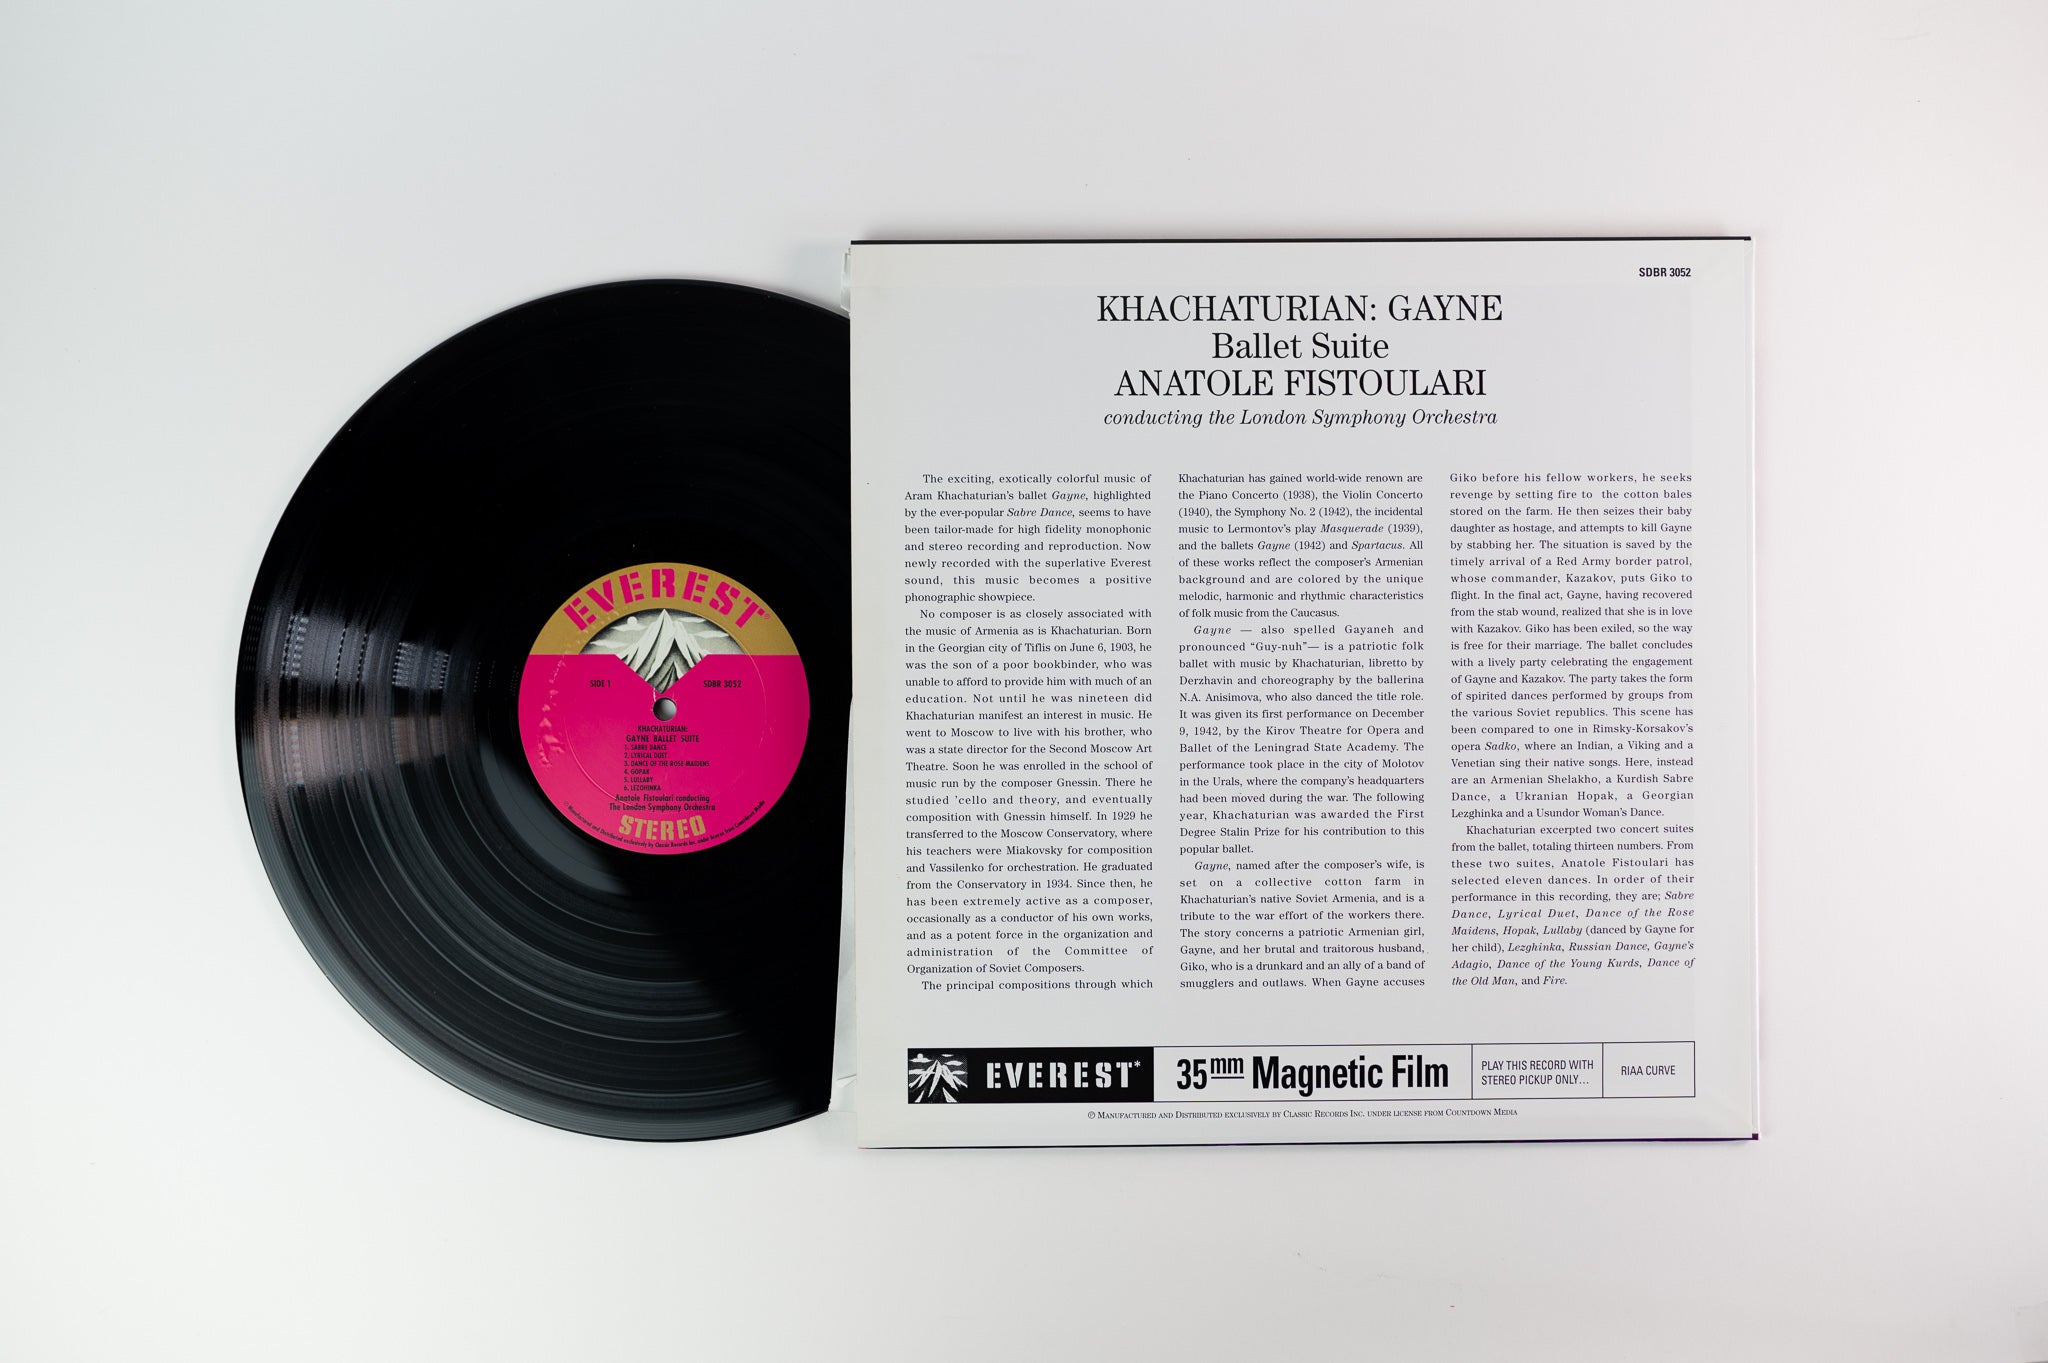 EVEREST
SIDE 1
SDBR 3052
KHACHATURIAN:
GAYNE BALLET SUITE
1. SABRE DANCE
2. LYRICAL DUET
3. DANCE OF THE ROSE MAIDENS
4. GOPAK
5. LULLABY
6. LEZGHINKA
Anatole Fistoulari conducting
The London Symphony Orchestra
STEREO
Manufactured and Distributed exclusively by Classic Records Inc. under license from Countdown Media
SDBR 3052
KHACHATURIAN: GAYNE
Ballet Suite
ANATOLE FISTOULARI
conducting the London Symphony Orchestra
The exciting, exotically colorful music of
Aram Khachaturian's ballet Gayne, highlighted
by the ever-popular Sabre Dance, seems to have
been tailor-made for high fidelity monophonic
and stereo recording and reproduction. Now
newly recorded with the superlative Everest
sound, this music becomes a positive
phonographic showpiece.
No composer is as closely associated with
the music of Armenia as is Khachaturian. Born
in the Georgian city of Tiflis on June 6, 1903, he
was the son of a poor bookbinder, who was
unable to afford to provide him with much of an
education. Not until he was nineteen did
Khachaturian manifest an interest in music. He
went to Moscow to live with his brother, who
was a state director for the Second Moscow Art
Theatre. Soon he was enrolled in the school of
music run by the composer Gnessin. There he
studied 'cello and theory, and eventually
composition with Gnessin himself. In 1929 he
transferred to the Moscow Conservatory, where
his teachers were Miakovsky for composition
and Vassilenko for orchestration. He graduated
from the Conservatory in 1934. Since then, he
has been extremely active as a composer,
occasionally as a conductor of his own works,
and as a potent force in the organization and
administration of the Committee of
Organization of Soviet Composers.
The principal compositions through which
Khachaturian has gained world-wide renown are
the Piano Concerto (1938), the Violin Concerto
(1940), the Symphony No. 2 (1942), the incidental
music to Lermontov's play Masquerade (1939),
and the ballets Gayne (1942) and Spartacus. All
of these works reflect the composer's Armenian
background and are colored by the unique
melodic, harmonic and rhythmic characteristics
of folk music from the Caucasus.
Gayne — also spelled Gayaneh and
pronounced "Guy-nuh"— is a patriotic folk
ballet with music by Khachaturian, libretto by
Derzhavin and choreography by the ballerina
N.A. Anisimova, who also danced the title role.
It was given its first performance on December
9, 1942, by the Kirov Theatre for Opera and
Ballet of the Leningrad State Academy. The
performance took place in the city of Molotov
in the Urals, where the company's headquarters
had been moved during the war. The following
year, Khachaturian was awarded the First
Degree Stalin Prize for his contribution to this
popular ballet.
Gayne, named after the composer's wife, is
set on a collective cotton farm in
Khachaturian's native Soviet Armenia, and is a
tribute to the war effort of the workers there.
The story concerns a patriotic Armenian girl,
Gayne, and her brutal and traitorous husband,
Giko, who is a drunkard and an ally of a band of
smugglers and outlaws. When Gayne accuses
Giko before his fellow workers, he seeks
revenge by setting fire to the cotton bales
stored on the farm. He then seizes their baby
daughter as hostage, and attempts to kill Gayne
by stabbing her. The situation is saved by the
timely arrival of a Red Army border patrol,
whose commander, Kazakov, puts Giko to
flight. In the final act, Gayne, having recovered
from the stab wound, realized that she is in love
with Kazakov. Giko has been exiled, so the way
is free for their marriage. The ballet concludes
with a lively party celebrating the engagement
of Gayne and Kazakov. The party takes the form
of spirited dances performed by groups from
the various Soviet republics. This scene has
been compared to one in Rimsky-Korsakov's
opera Sadko, where an Indian, a Viking and a
Venetian sing their native songs. Here, instead
are an Armenian Shelakho, a Kurdish Sabre
Dance, a Ukranian Hopak, a Georgian
Lezghinka and a Usundor Woman's Dance.
Khachaturian excerpted two concert suites
from the ballet, totaling thirteen numbers. From
these two suites, Anatole Fistoulari has
selected eleven dances. In order of their
performance in this recording, they are; Sabre
Dance, Lyrical Duet, Dance of the Rose
Maidens, Hopak, Lullaby (danced by Gayne for
her child), Lezghinka, Russian Dance, Gayne's
Adagio, Dance of the Young Kurds, Dance of
the Old Man, and Fire.
EVEREST*
35mm Magnetic Film
PLAY THIS RECORD WITH
STEREO PICKUP ONLY...
RIAA CURVE
℗ MANUFACTURED AND DISTRIBUTED EXCLUSIVELY BY CLASSIC RECORDS INC. UNDER LICENSE FROM COUNTDOWN MEDIA